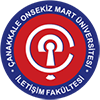 ÇANAKKALE ONSEKİZ MART ÜNİVERSİTESİ
İLETİŞİM FAKÜLTESİ